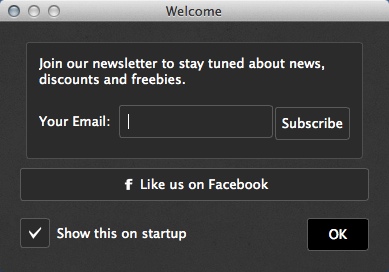 Welcome
Join our newsletter to stay tuned about news,
discounts and freebies.
Your Email:
Subscribe
f Like us on Facebook
Show this on startup
OK